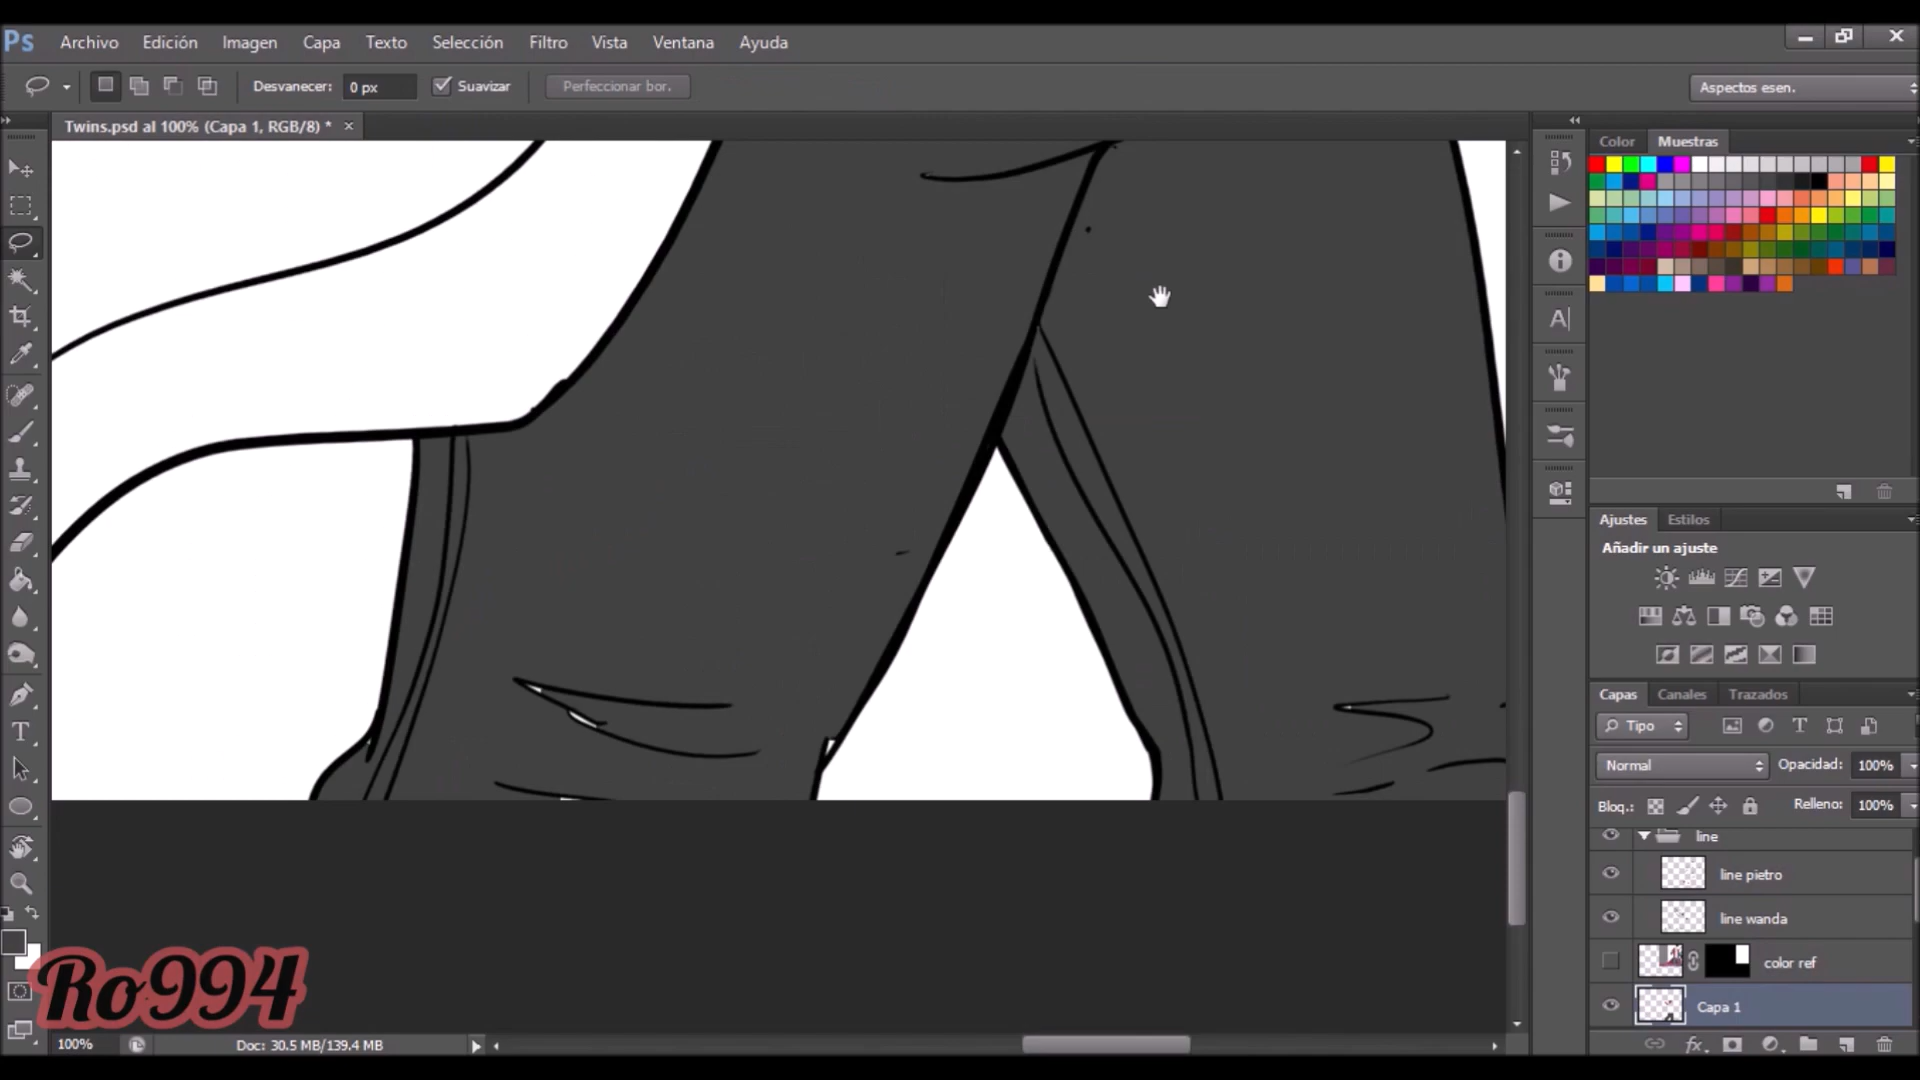 Ps Archivo Edición Imagen Capa Texto Selección Filtro Vista Ventana Ayuda
Desvanecer: 0 px Suavizar Perfeccionar bor. Aspectos esen.
Twins.psd al 100% (Capa 1, RGB/8) *
Color Muestras
Ajustes Estilos
Añadir un ajuste
Capas Canales Trazados
Tipo
Normal Opacidad: 100%
Bloq.: Relleno: 100%
line
line pietro
line wanda
color ref
Capa 1
Ro994
100% Doc: 30.5 MB/139.4 MB